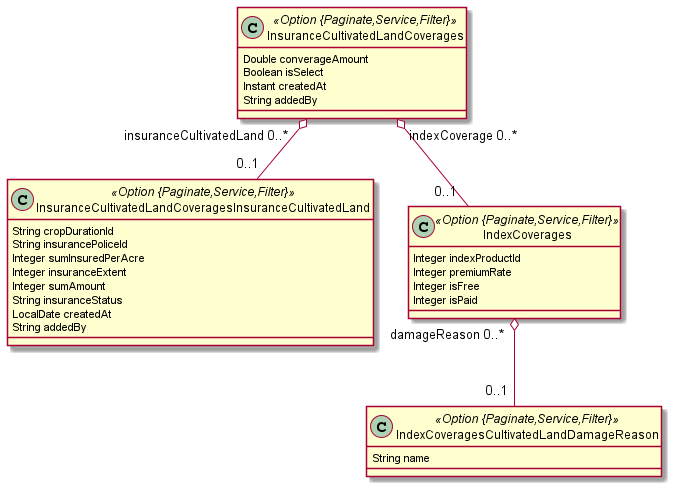 «Option {Paginate,Service,Filter}»
C
InsuranceCultivatedLandCoverages
Double converageAmount
Boolean isSelect
Instant createdAt
String addedBy
insuranceCultivatedLand 0..*
indexCoverage 0..*
0..1
0..1
«Option {Paginate,Service,Filter}»
C
InsuranceCultivatedLandCoveragesInsuranceCultivatedLand
String cropDurationId
String insurancePoliceId
Integer sumInsuredPerAcre
Integer insuranceExtent
Integer sumAmount
String insuranceStatus
LocalDate createdAt
String addedBy
«Option {Paginate,Service,Filter}»
C
IndexCoverages
Integer indexProductId
Integer premiumRate
Integer isFree
Integer isPaid
damageReason 0..*
0..1
«Option {Paginate,Service,Filter}»
C
IndexCoveragesCultivatedLandDamageReason
String name